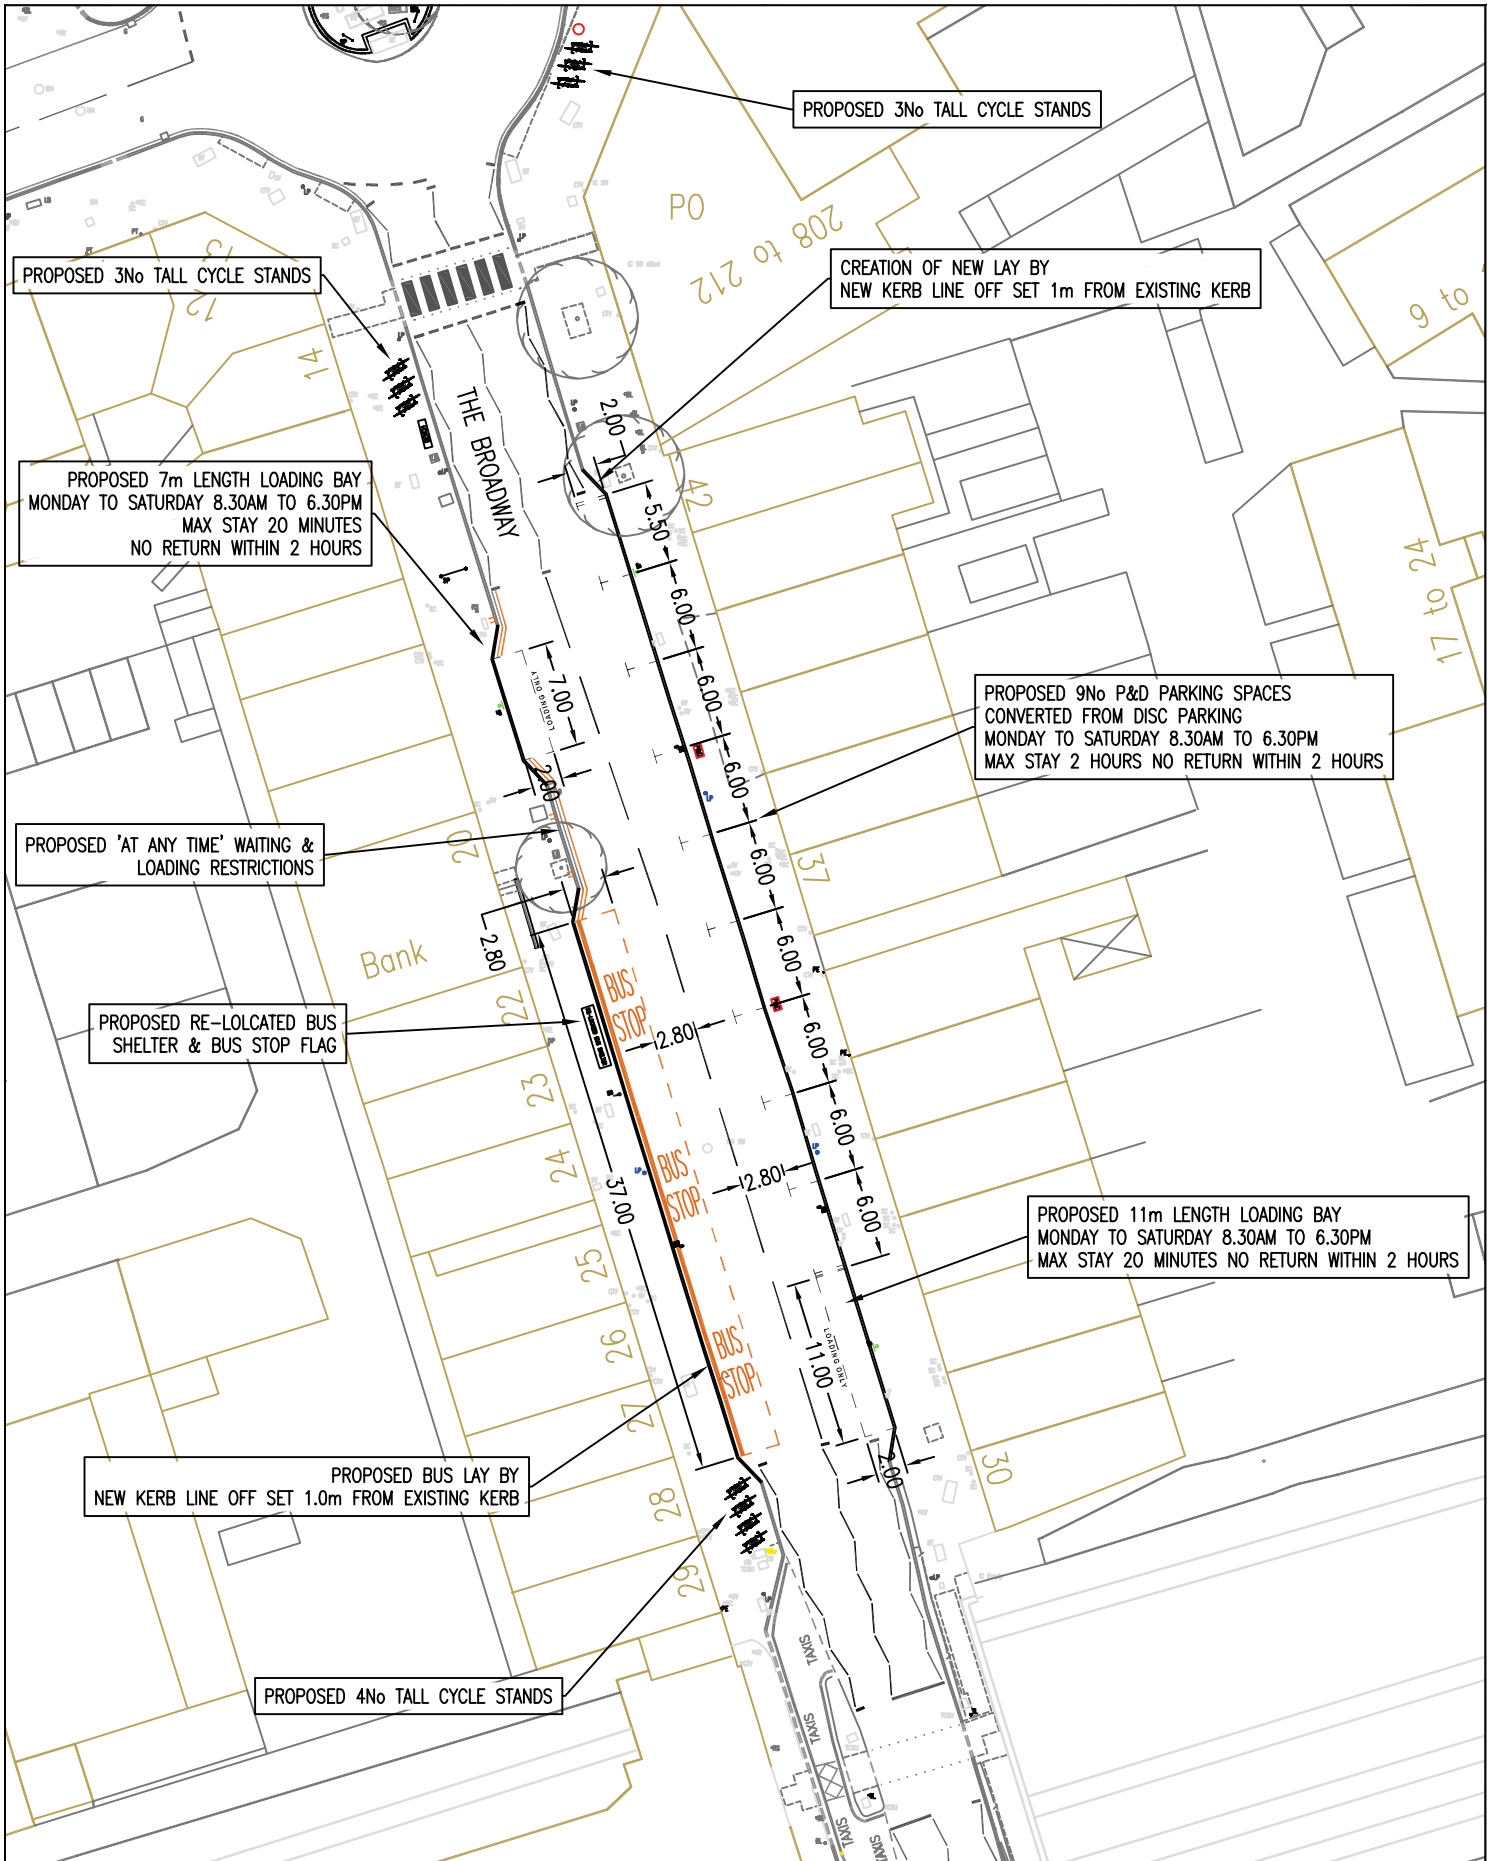 PROPOSED 3No TALL CYCLE STANDS
PO
208 to 212
13
12
PROPOSED 3No TALL CYCLE STANDS
CREATION OF NEW LAY BY
NEW KERB LINE OFF SET 1m FROM EXISTING KERB
9 to
14
THE BROADWAY
2.00
42
5.50
PROPOSED 7m LENGTH LOADING BAY
MONDAY TO SATURDAY 8.30AM TO 6.30PM
MAX STAY 20 MINUTES
NO RETURN WITHIN 2 HOURS
17 to 24
6.00
6.00
LOADING ONLY
7.00
PROPOSED 9No P&D PARKING SPACES
CONVERTED FROM DISC PARKING
MONDAY TO SATURDAY 8.30AM TO 6.30PM
MAX STAY 2 HOURS NO RETURN WITHIN 2 HOURS
2.00
6.00
LP
PROPOSED 'AT ANY TIME' WAITING &
LOADING RESTRICTIONS
20
6.00
37
2.80
Bank
6.00
22
BUS
STOP
PROPOSED RE-LOLCATED BUS
SHELTER & BUS STOP FLAG
2.80
6.00
23
6.00
24
LP
LP
BUS
STOP
2.80
37.00
6.00
PROPOSED 11m LENGTH LOADING BAY
MONDAY TO SATURDAY 8.30AM TO 6.30PM
MAX STAY 20 MINUTES NO RETURN WITHIN 2 HOURS
25
26
BUS
STOP
11.00
LOADING ONLY
27
2.00
30
PROPOSED BUS LAY BY
NEW KERB LINE OFF SET 1.0m FROM EXISTING KERB
28
29
TAXIS
PROPOSED 4No TALL CYCLE STANDS
TAXIS
TAXIS
TAXIS